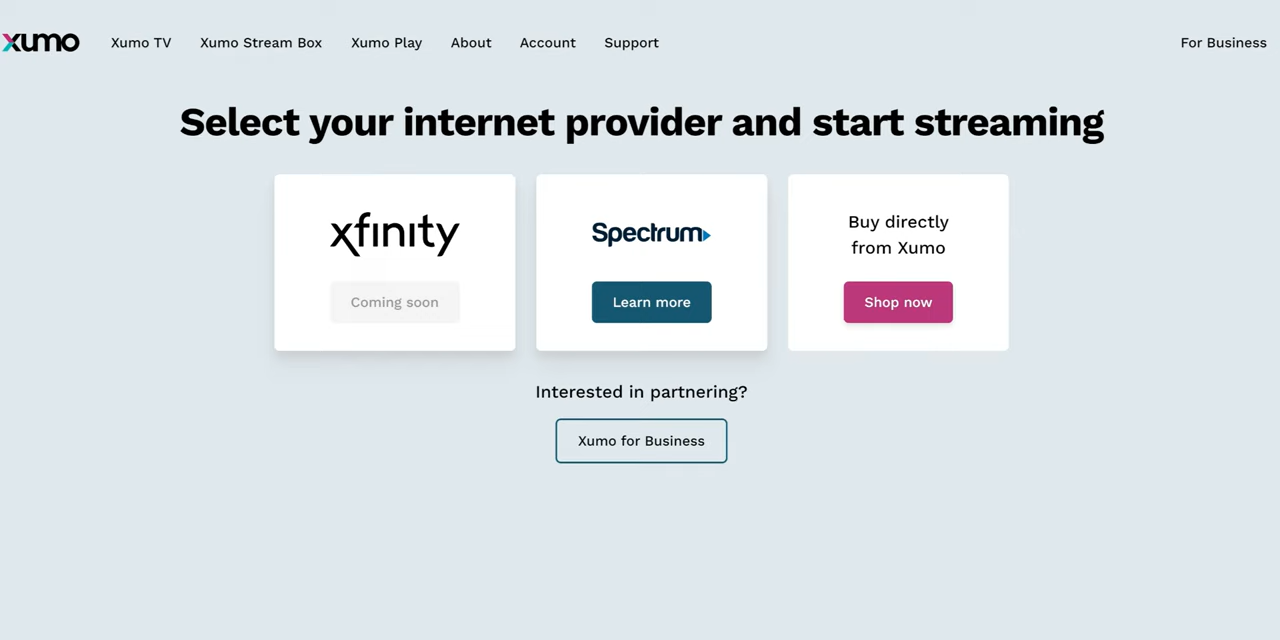 xumo
Xumo TV
Xumo Stream Box
Xumo Play
About
Account
Support
For Business
Select your internet provider and start streaming
xfinity
Coming soon
Spectrum
Learn more
Buy directly
from Xumo
Shop now
Interested in partnering?
Xumo for Business